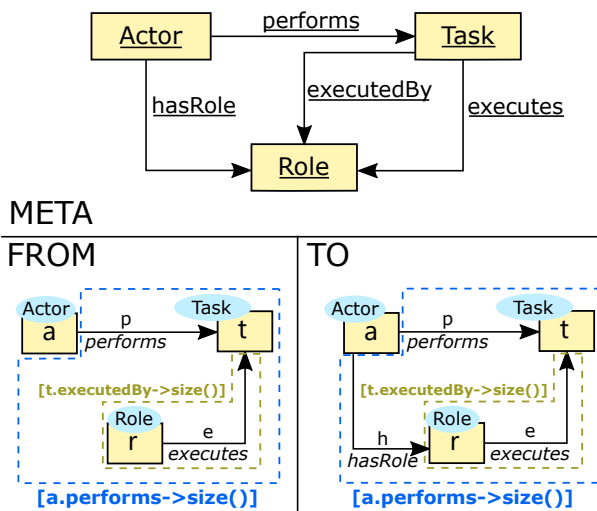 performs
Actor
Task
hasRole
executedBy
executes
Role
META
FROM
Actor
a
p
performs
Task
t
[t.executedBy->size()]
Role
r
e
executes
[a.performs->size()]
TO
Actor
a
p
performs
Task
t
[t.executedBy->size()]
h
hasRole
Role
r
e
executes
[a.performs->size()]